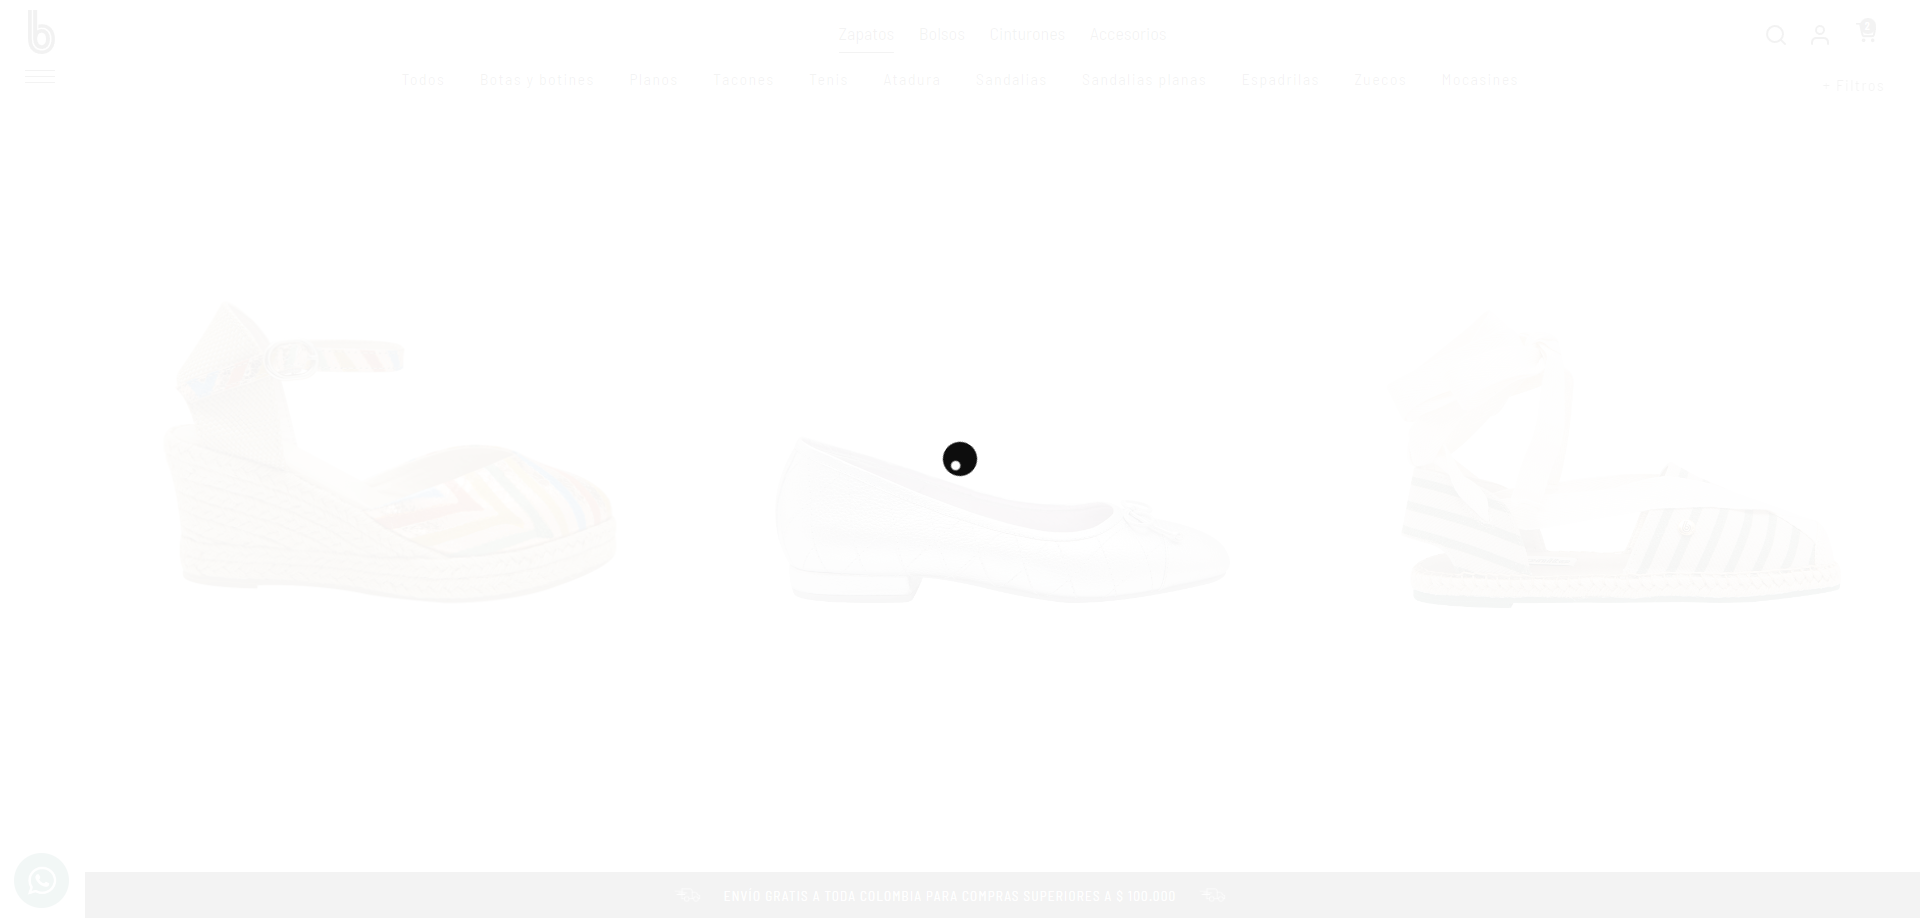 b
Zapatos Bolsos Cinturones Accesorios
Todos Botas y botines Planos Tacones Tenis Atadura Sandalias Sandalias planas Espadrilas Zuecos Mocasines
+ Filtros
ENVÍO GRATIS A TODA COLOMBIA PARA COMPRAS SUPERIORES A $ 100.000